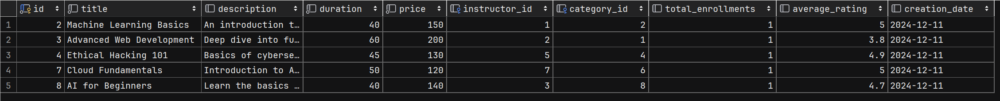 id title description duration price instructor_id category_id total_enrollments average_rating creation_date
1 2 Machine Learning Basics An introduction t… 40 150 1 2 1 5 2024-12-11
2 3 Advanced Web Development Deep dive into fu… 60 200 2 1 1 3.8 2024-12-11
3 4 Ethical Hacking 101 Basics of cyberse… 45 130 5 4 1 4.9 2024-12-11
4 7 Cloud Fundamentals Introduction to A… 50 120 7 6 1 5 2024-12-11
5 8 AI for Beginners Learn the basics … 40 140 3 8 1 4.7 2024-12-11